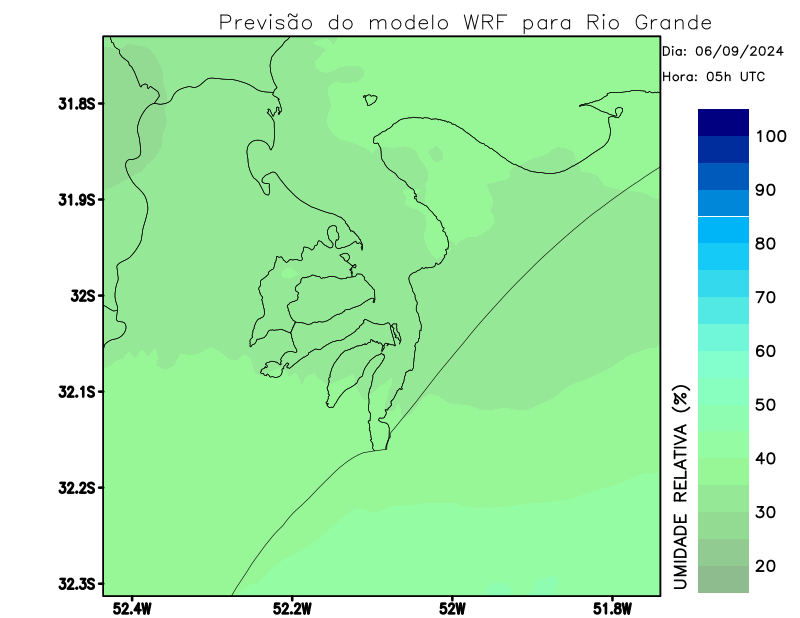 Previsão do modelo WRF para Rio Grande
Dia: 06/09/2024
Hora: 05h UTC
31.8S
31.9S
32S
32.1S
32.2S
32.3S
52.4W
52.2W
52W
51.8W
100
90
80
70
60
50
40
30
20
UMIDADE RELATIVA (%)